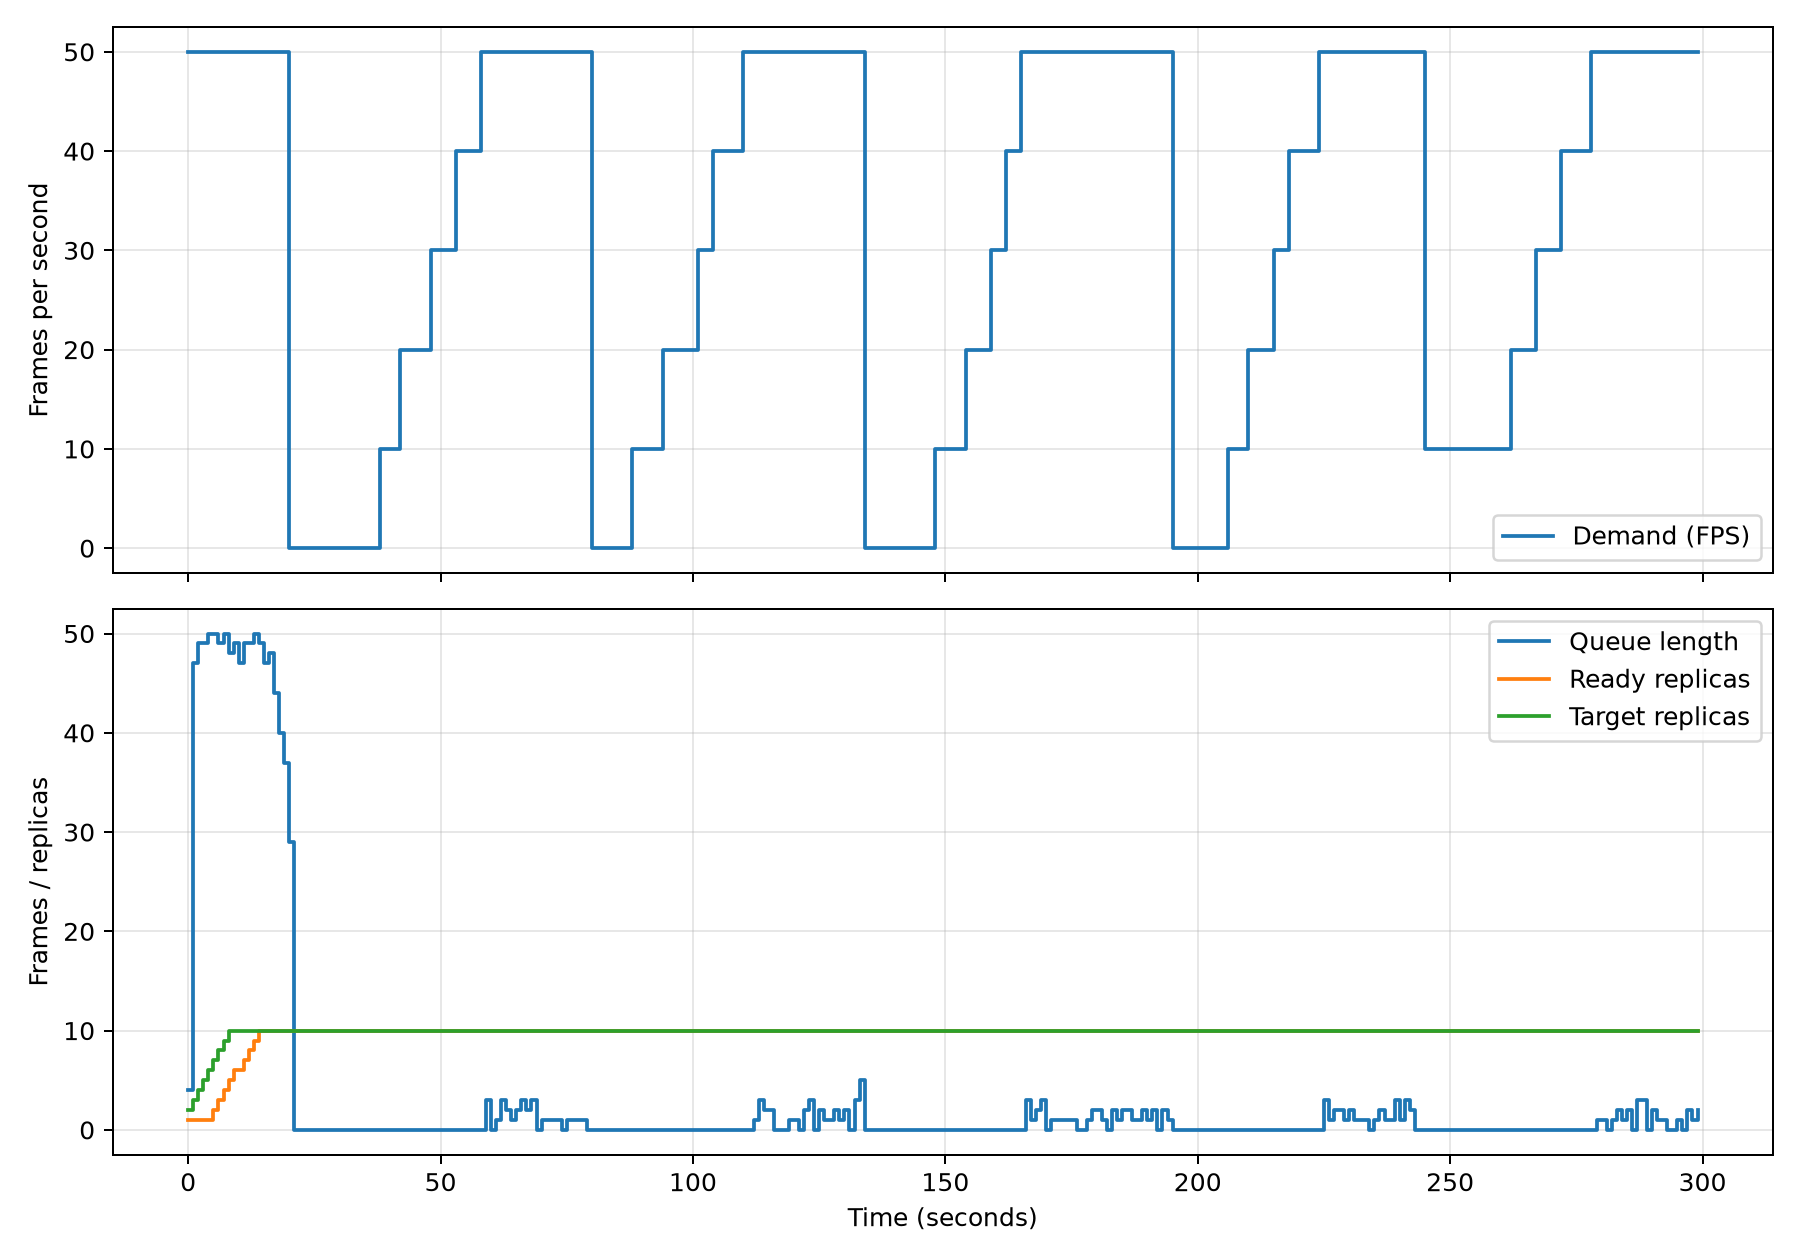 50
40
30
20
10
0
Frames per second
Demand (FPS)
50
40
30
20
10
0
Frames / replicas
Queue length
Ready replicas
Target replicas
0 50 100 150 200 250 300
Time (seconds)